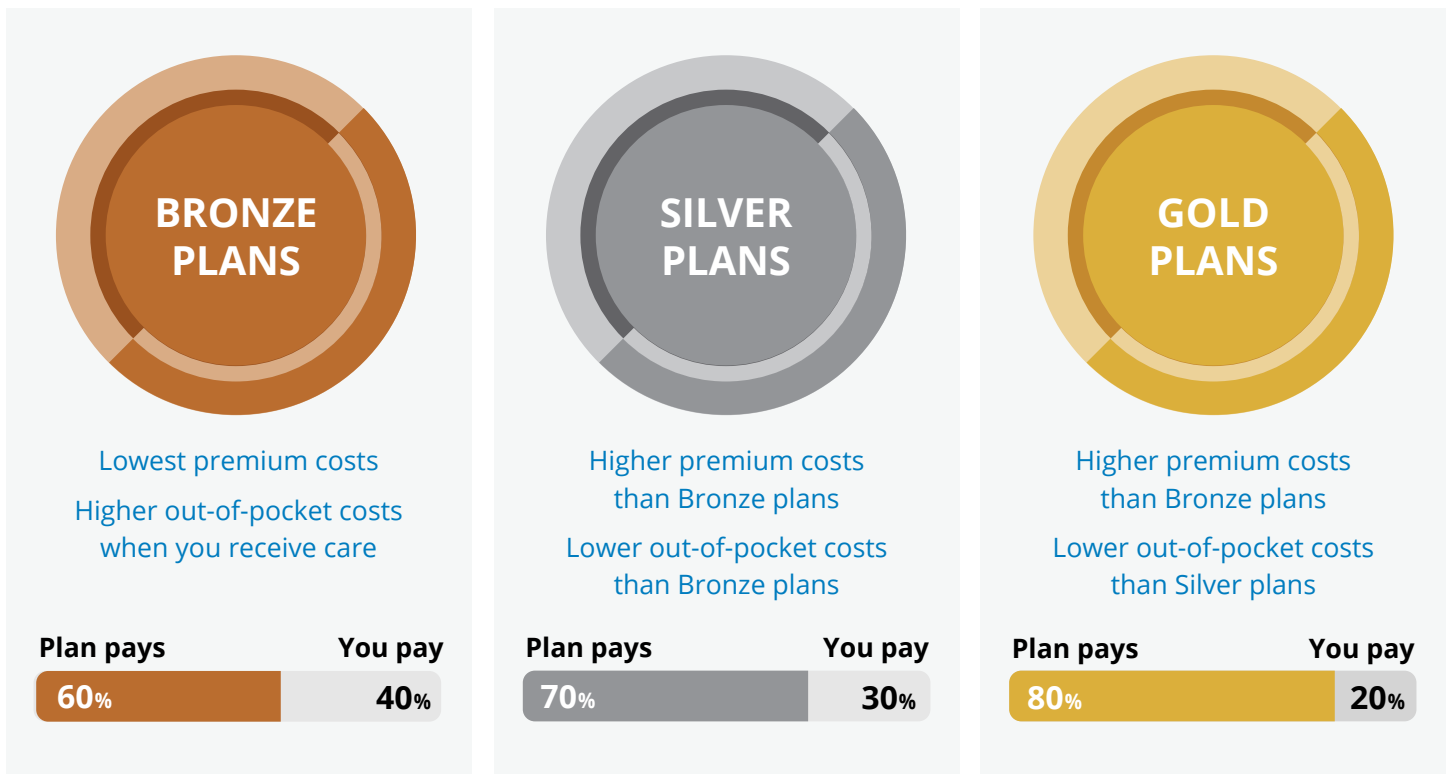 BRONZE
PLANS
Lowest premium costs
Higher out-of-pocket costs
when you receive care
Plan pays You pay
60% 40%
SILVER
PLANS
Higher premium costs
than Bronze plans
Lower out-of-pocket costs
than Bronze plans
Plan pays You pay
70% 30%
GOLD
PLANS
Higher premium costs
than Bronze plans
Lower out-of-pocket costs
than Silver plans
Plan pays You pay
80% 20%